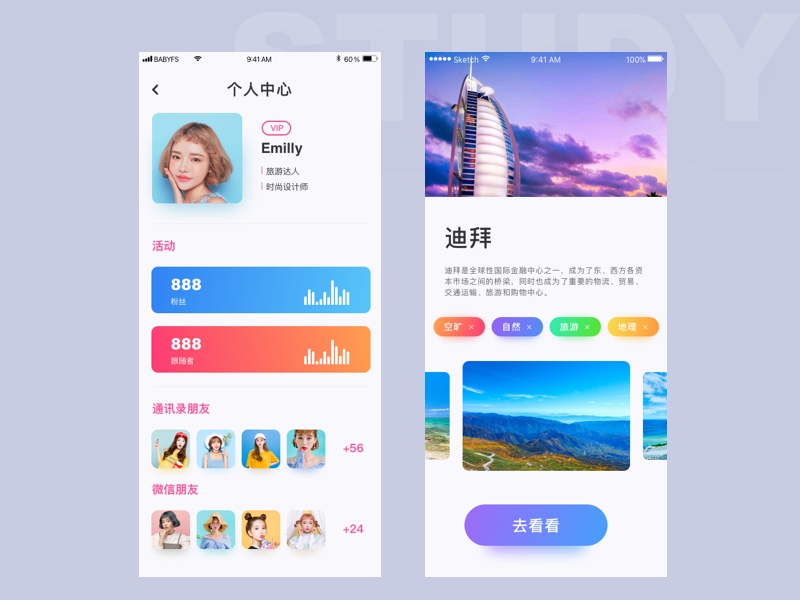 STUDY
BABYFS
9:41 AM
60%
个人中心
VIP
Emilly
旅游达人
时尚设计师
活动
888
粉丝
888
跟随者
通讯录朋友
+56
微信朋友
+24
Sketch
9:41 AM
100%
迪拜
迪拜是全球性国际金融中心之一，成为了东、西方各资
本市场之间的桥梁，同时也成为了重要的物流、贸易、
交通运输、旅游和购物中心。
空旷 ×
自然 ×
旅游 ×
地理 ×
去看看